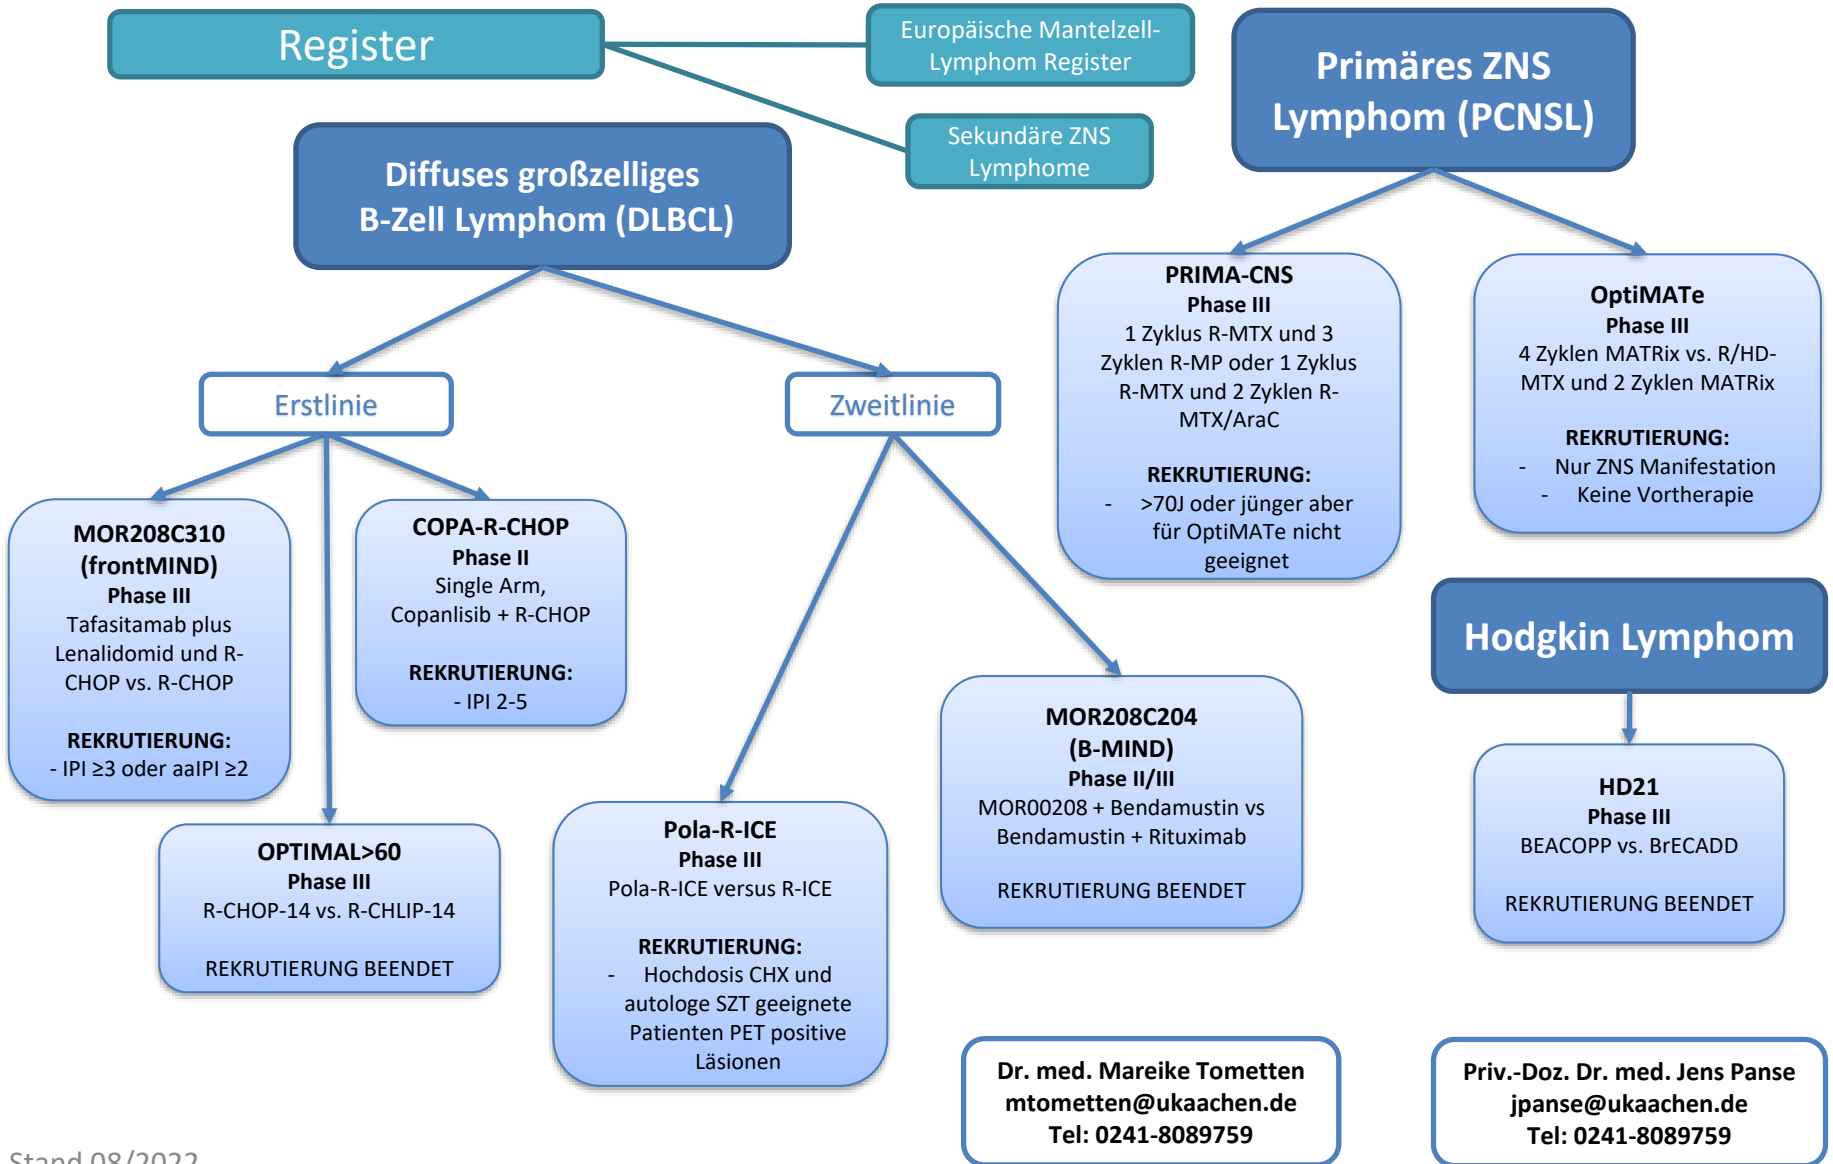 Register
Europäische Mantelzell-
Lymphom Register
Sekundäre ZNS
Lymphome
Primäres ZNS
Lymphom (PCNSL)
Diffuses großzelliges
B-Zell Lymphom (DLBCL)
Erstlinie
Zweitlinie
PRIMA-CNS
Phase III
1 Zyklus R-MTX und 3
Zyklen R-MP oder 1 Zyklus
R-MTX und 2 Zyklen R-
MTX/AraC
REKRUTIERUNG:
- >70J oder jünger aber
für OptiMATe nicht
geeignet
OptiMATe
Phase III
4 Zyklen MATRix vs. R/HD-
MTX und 2 Zyklen MATRix
REKRUTIERUNG:
- Nur ZNS Manifestation
- Keine Vortherapie
MOR208C310
(frontMIND)
Phase III
Tafasitamab plus
Lenalidomid und R-
CHOP vs. R-CHOP
REKRUTIERUNG:
- IPI ≥3 oder aaIPI ≥2
COPA-R-CHOP
Phase II
Single Arm,
Copanlisib + R-CHOP
REKRUTIERUNG:
- IPI 2-5
OPTIMAL>60
Phase III
R-CHOP-14 vs. R-CHLIP-14
REKRUTIERUNG BEENDET
Pola-R-ICE
Phase III
Pola-R-ICE versus R-ICE
REKRUTIERUNG:
- Hochdosis CHX und
autologe SZT geeignete
Patienten PET positive
Läsionen
MOR208C204
(B-MIND)
Phase II/III
MOR00208 + Bendamustin vs
Bendamustin + Rituximab
REKRUTIERUNG BEENDET
Hodgkin Lymphom
HD21
Phase III
BEACOPP vs. BrECADD
REKRUTIERUNG BEENDET
Dr. med. Mareike Tometten
mtometten@ukaachen.de
Tel: 0241-8089759
Priv.-Doz. Dr. med. Jens Panse
jpanse@ukaachen.de
Tel: 0241-8089759
Stand 08/2022